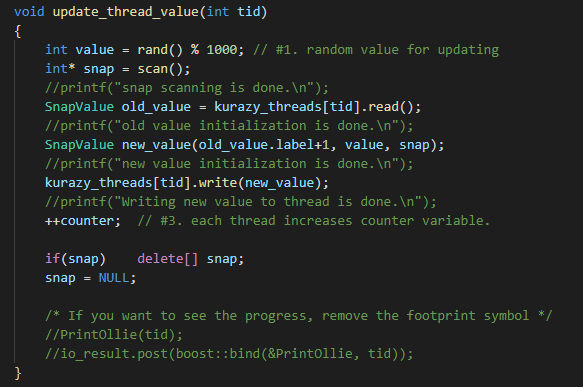 void update_thread_value(int tid)
{
    int value = rand() % 1000; // #1. random value for updating
    int* snap = scan();
    //printf("snap scanning is done.\n");
    SnapValue old_value = kurazy_threads[tid].read();
    //printf("old value initialization is done.\n");
    SnapValue new_value(old_value.label+1, value, snap);
    //printf("new value initialization is done.\n");
    kurazy_threads[tid].write(new_value);
    //printf("Writing new value to thread is done.\n");
    ++counter;  // #3. each thread increases counter variable.

    if(snap)    delete[] snap;
    snap = NULL;

    /* If you want to see the progress, remove the footprint symbol */
    //PrintOllie(tid);
    //io_result.post(boost::bind(&PrintOllie, tid));
}